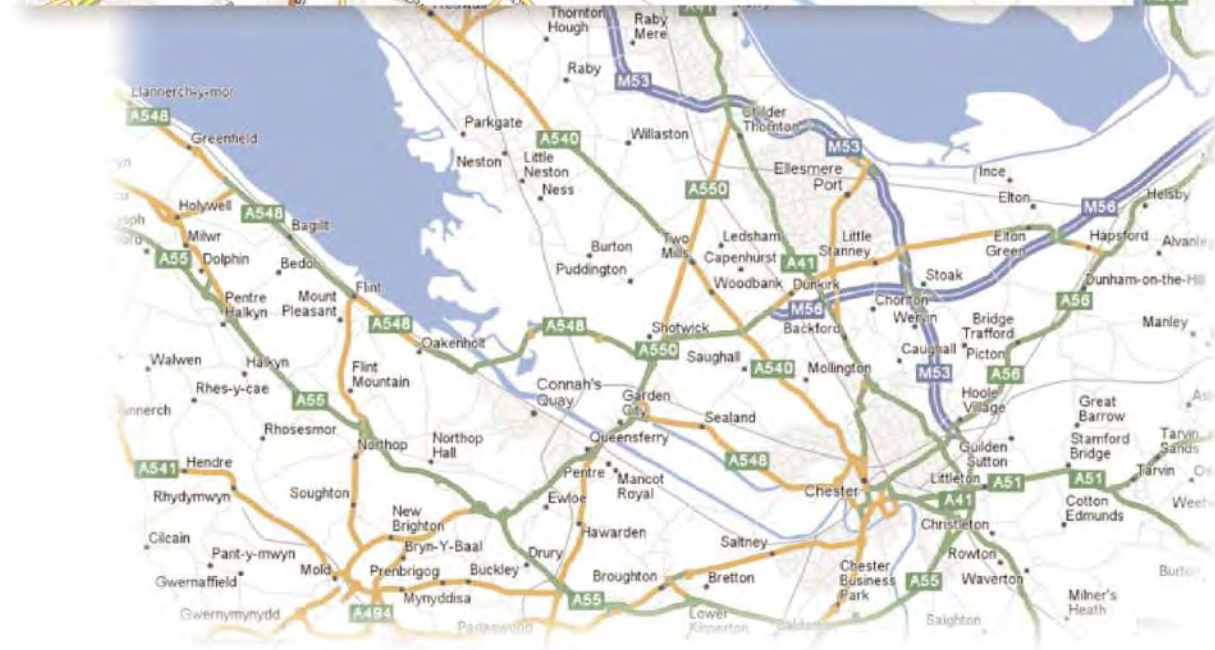 Thornton
Hough
Raby
Mere
Raby
M53
Childer
Thornton
M53
Llannerch-y-mor
A548
Greenfield
Parkgate
A540
Willaston
Neston
Little
Neston
Ness
Ellesmere
Port
Ince
Elton
M56
Helsby
A550
Holywell
A548
Bagillt
Milwr
A55
Dolphin
Burton
Puddington
Two
Mills
Ledsham
Capenhurst
A41
Little
Stanney
Elton
Green
Hapsford
Stoak
Woodbank
Dunkirk
Dunham-on-the-Hill
Pentre
Halkyn
Mount
Pleasant
Flint
A548
A548
Oakenholt
Shotwick
A550
M56
Backford
Chorlton
Wervin
Bridge
Trafford
A56
Manley
Walwen
Halkyn
Rhes-y-cae
Flint
Mountain
Saughall
A540
Mollington
Caughall
Picton
M53
A56
Connah's
Quay
Garden
City
Sealand
Hoole
Village
Great
Barrow
A55
Rhosesmor
Northop
Northop
Hall
Queensferry
A548
Guilden
Sutton
Stamford
Bridge
Tarvin
Sands
A541
Hendre
Rhydymwyn
Soughton
Pentre
Mancot
Royal
Ewloe
Chester
Littleton
A51
A51
Tarvin
A41
Cotton
Edmunds
New
Brighton
Hawarden
Christleton
Cilcain
Pant-y-mwyn
Bryn-Y-Baal
Drury
Saltney
Rowton
Waverton
Gwernaffield
Mold
Prenbrigog
Buckley
Broughton
Bretton
Chester
Business
Park
A55
Mynyddisa
Gwernymynydd
A494
A55
Lower
Kinnerton
Saighton
Milner's
Heath